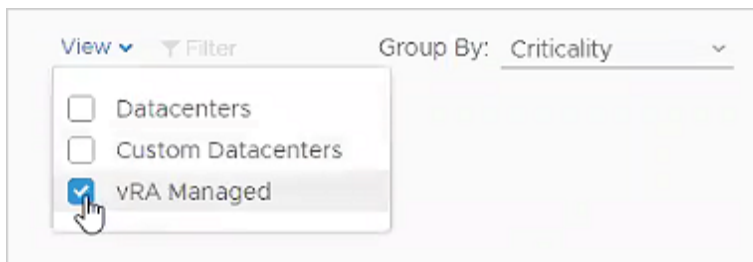 View Filter Group By: Criticality
Datacenters
Custom Datacenters
vRA Managed